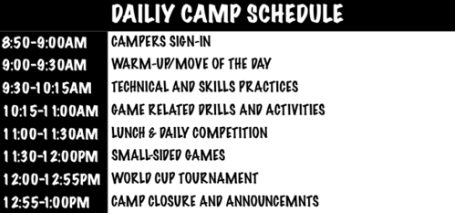 DAILIY CAMP SCHEDULE
8:50-9:00AM CAMPERS SIGN-IN
9:00-9:30AM WARM-UP/MOVE OF THE DAY
9:30-10:15AM TECHNICAL AND SKILLS PRACTICES
10:15-11:00AM GAME RELATED DRILLS AND ACTIVITIES
11:00-11:30AM LUNCH & DAILY COMPETITION
11:30-12:00PM SMALL-SIDED GAMES
12:00-12:55PM WORLD CUP TOURNAMENT
12:55-1:00PM CAMP CLOSURE AND ANNOUNCEMNTS